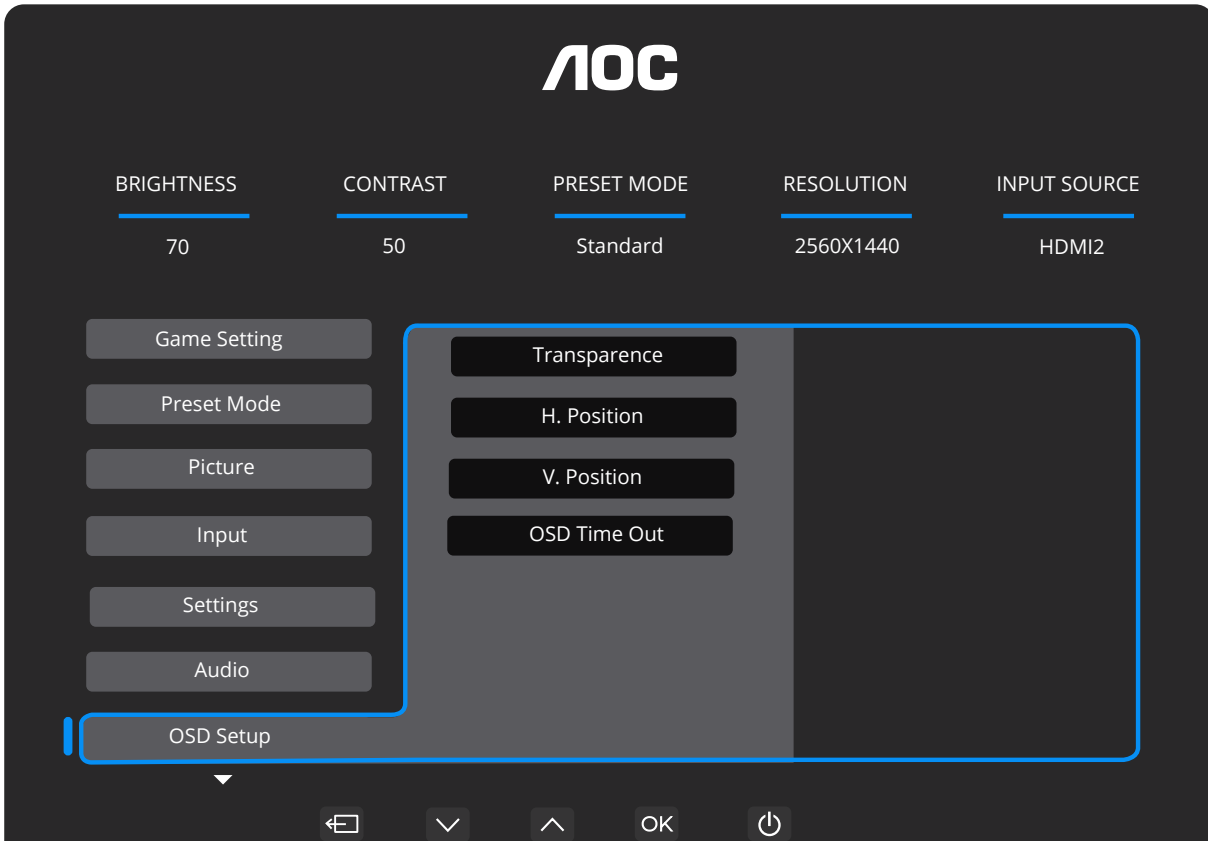 AOC
BRIGHTNESS CONTRAST PRESET MODE RESOLUTION INPUT SOURCE
70 50 Standard 2560X1440 HDMI2
Game Setting
Transparence
Preset Mode
H. Position
Picture
V. Position
Input
OSD Time Out
Settings
Audio
OSD Setup
OK